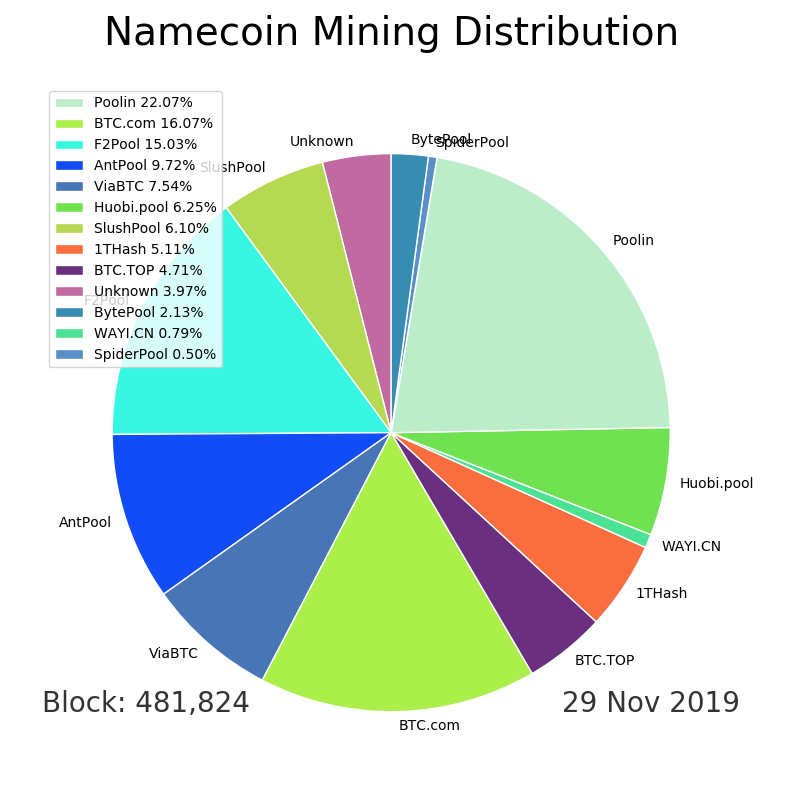 Namecoin Mining Distribution
Poolin 22.07%
BTC.com 16.07%
F2Pool 15.03%
AntPool 9.72%
ViaBTC 7.54%
Huobi.pool 6.25%
SlushPool 6.10%
1THash 5.11%
BTC.TOP 4.71%
Unknown 3.97%
BytePool 2.13%
WAYI.CN 0.79%
SpiderPool 0.50%
Unknown
BytePool
SpiderPool
SlushPool
Poolin
F2Pool
Huobi.pool
AntPool
WAYI.CN
1THash
ViaBTC
BTC.TOP
BTC.com
Block: 481,824
29 Nov 2019